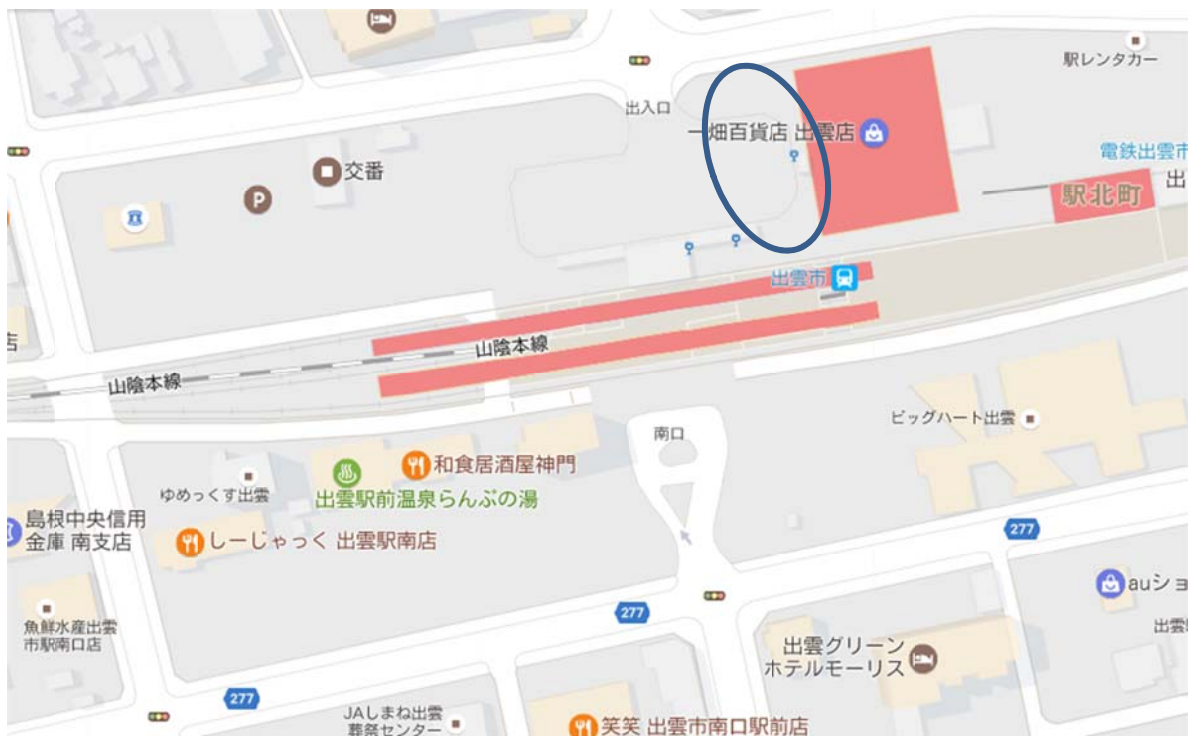 駅レンタカー
出入口
一畑百貨店 出雲店
電鉄出雲市
交番
P
駅北町
出
出雲市
店
山陰本線
山陰本線
ビッグハート出雲
南口
和食居酒屋神門
ゆめっくす出雲
出雲駅前温泉らんぷの湯
島根中央信用
金庫 南支店
しーじゃっく 出雲駅南店
277
auショ
277
魚鮮水産出雲
市駅南口店
出雲
出雲グリーン
ホテルモーリス
277
JAしまね出雲
葬祭センター
笑笑 出雲市南口駅前店